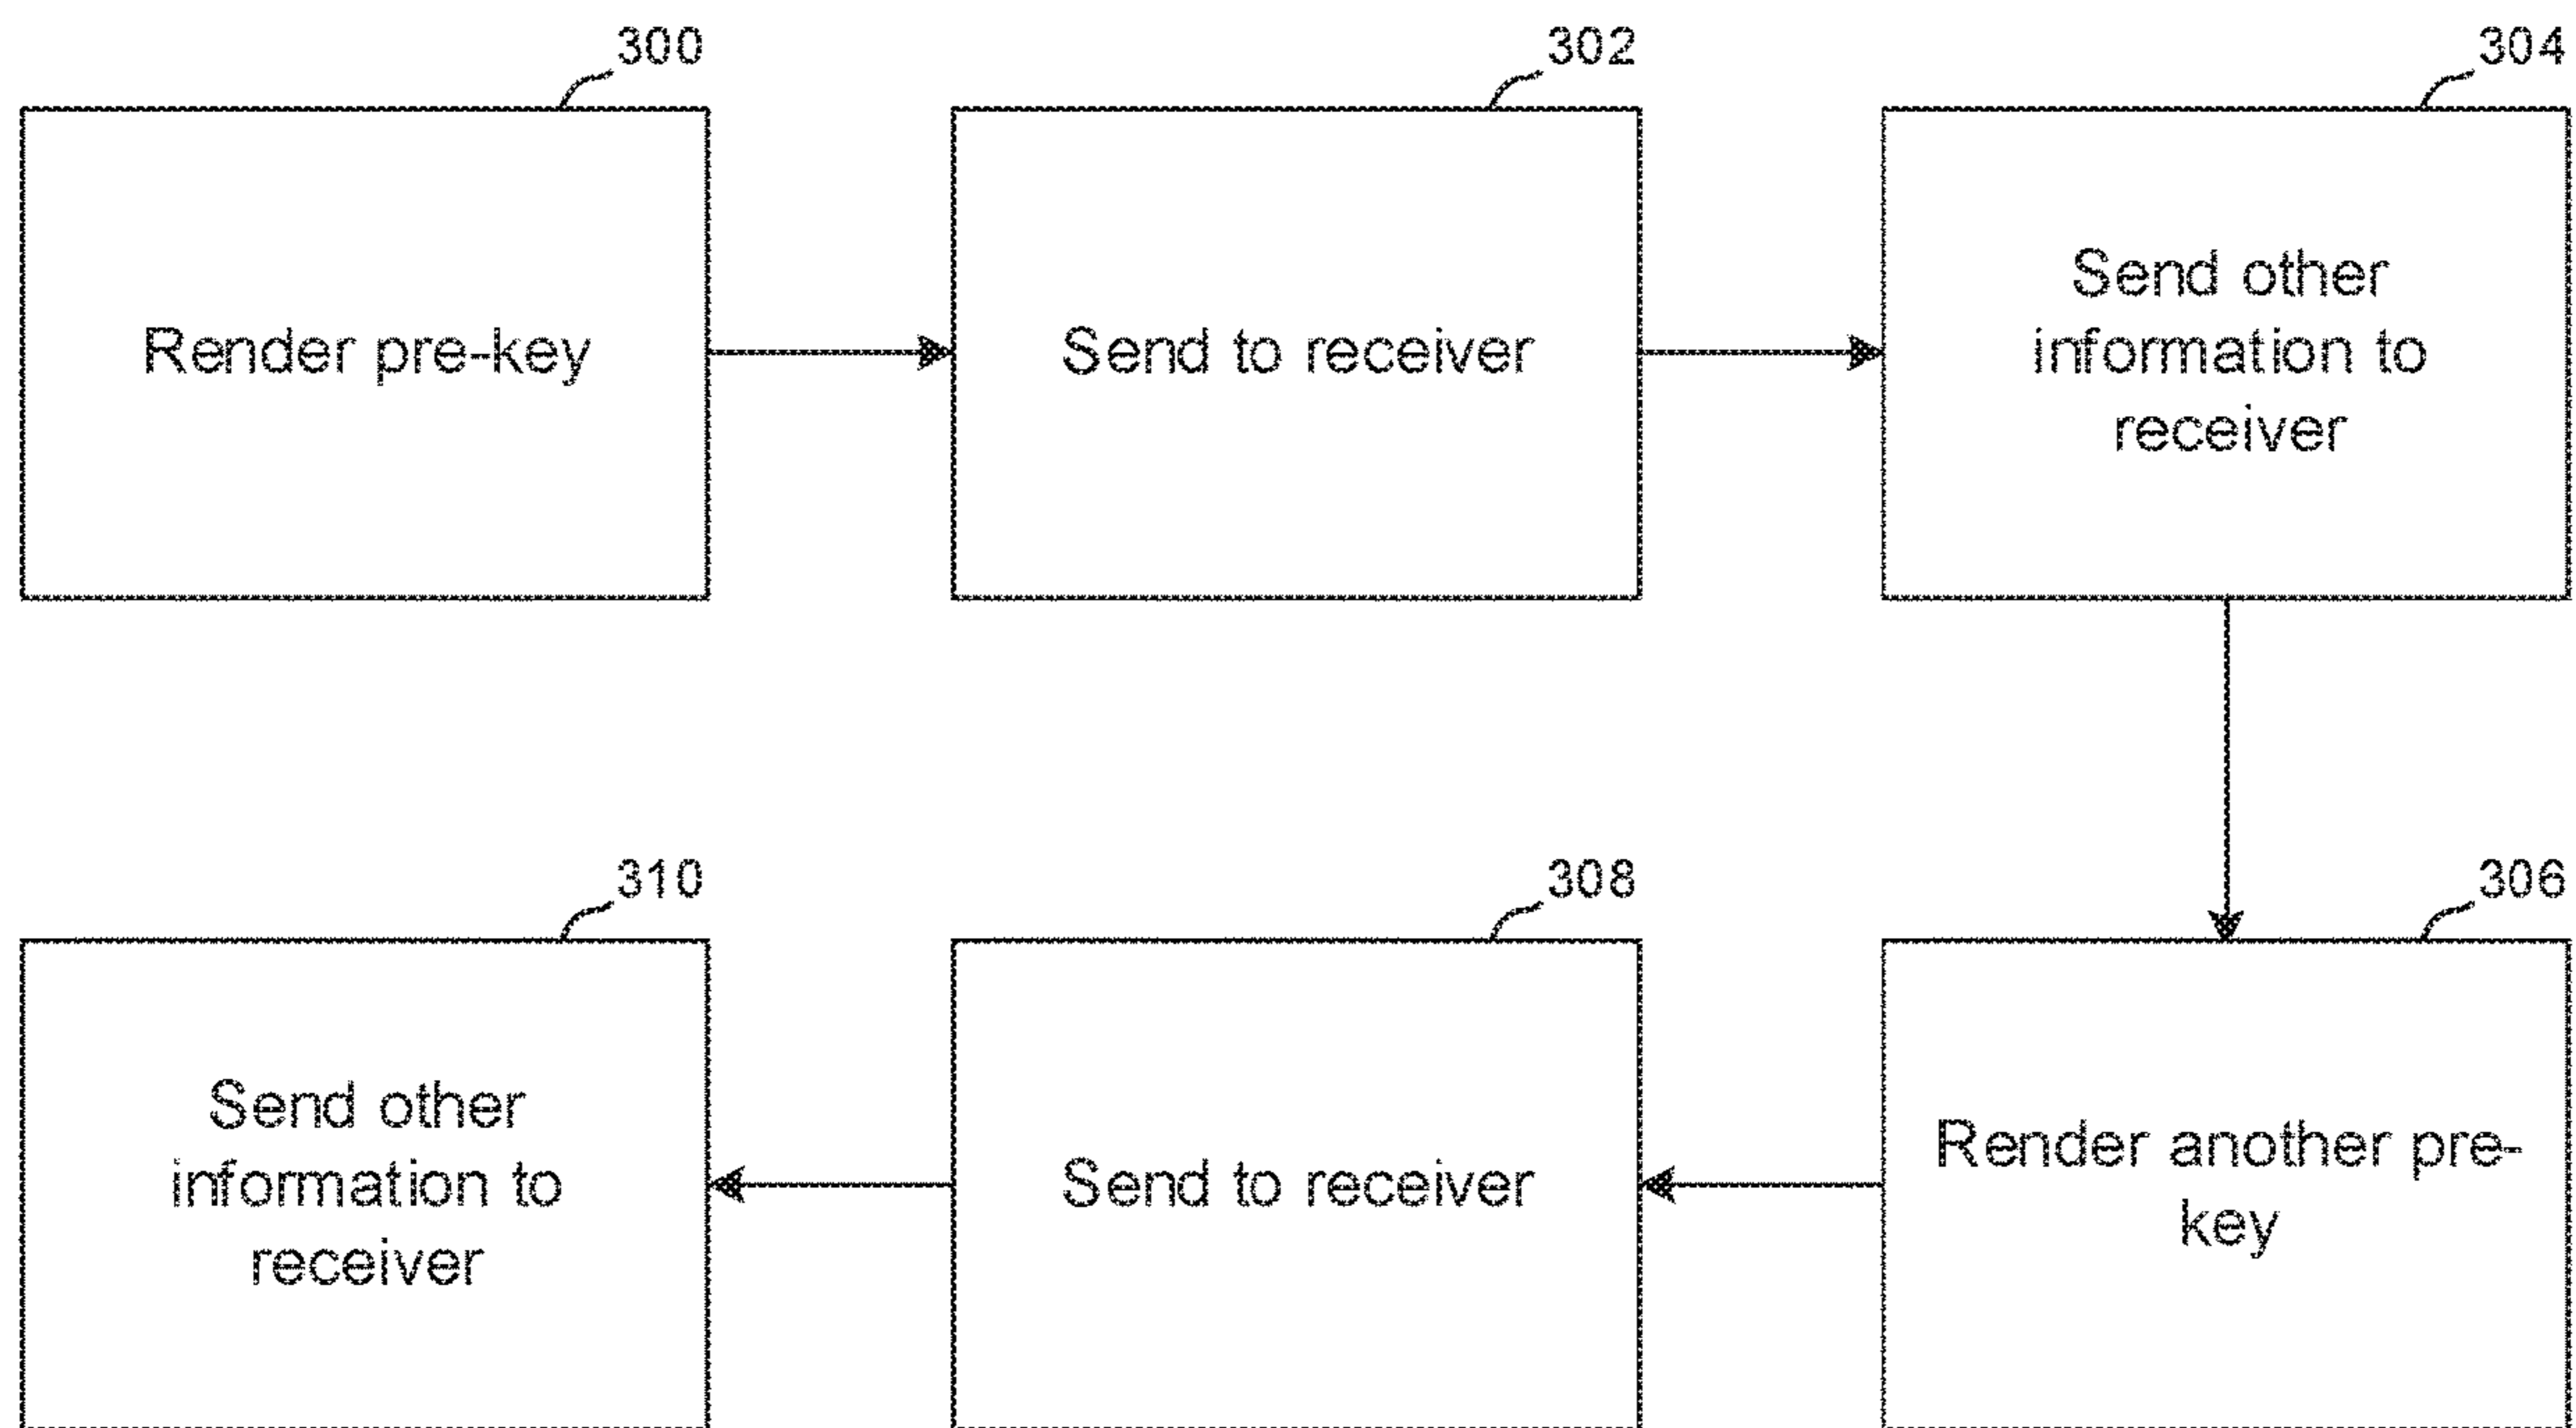 300
Render pre-key
302
Send to receiver
304
Send other
information to
receiver
306
Render another pre-
key
308
Send to receiver
310
Send other
information to
receiver